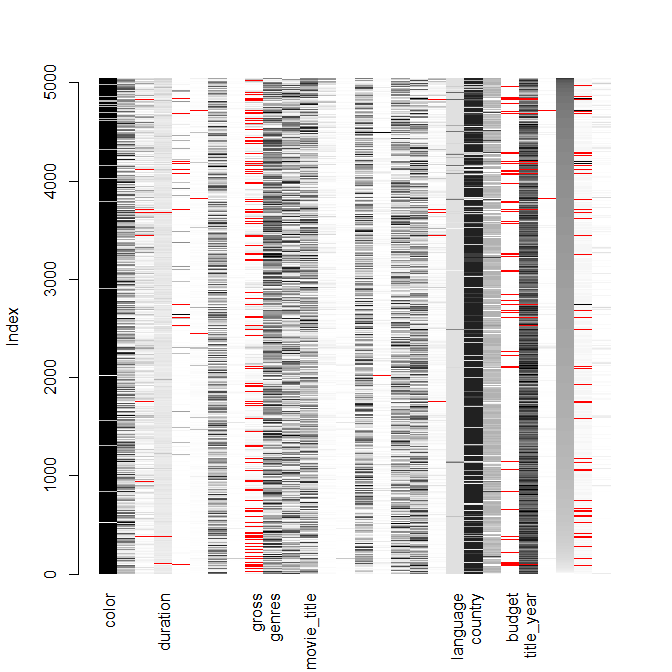 5000
4000
3000
2000
1000
0
Index
color
duration
gross
genres
movie_title
language
country
budget
title_year